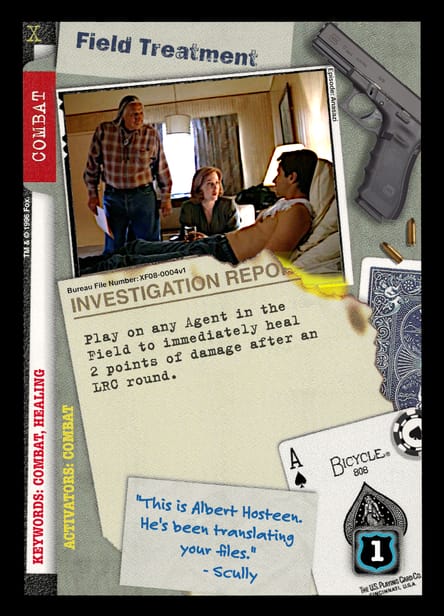 X
Field Treatment
COMBAT
Episode: Anasazi
TM & © 1996 Fox.
Bureau File Number: XF08-0004v1
INVESTIGATION REPO
Play on any Agent in the
Field to immediately heal
2 points of damage after an
LRC round.
KEYWORDS: COMBAT, HEALING
ACTIVATORS: COMBAT
A
BICYCLE®
808
"This is Albert Hosteen.
He's been translating
your files."
- Scully
1
THE U.S. PLAYING CARD CO.
CINCINNATI, U.S.A.